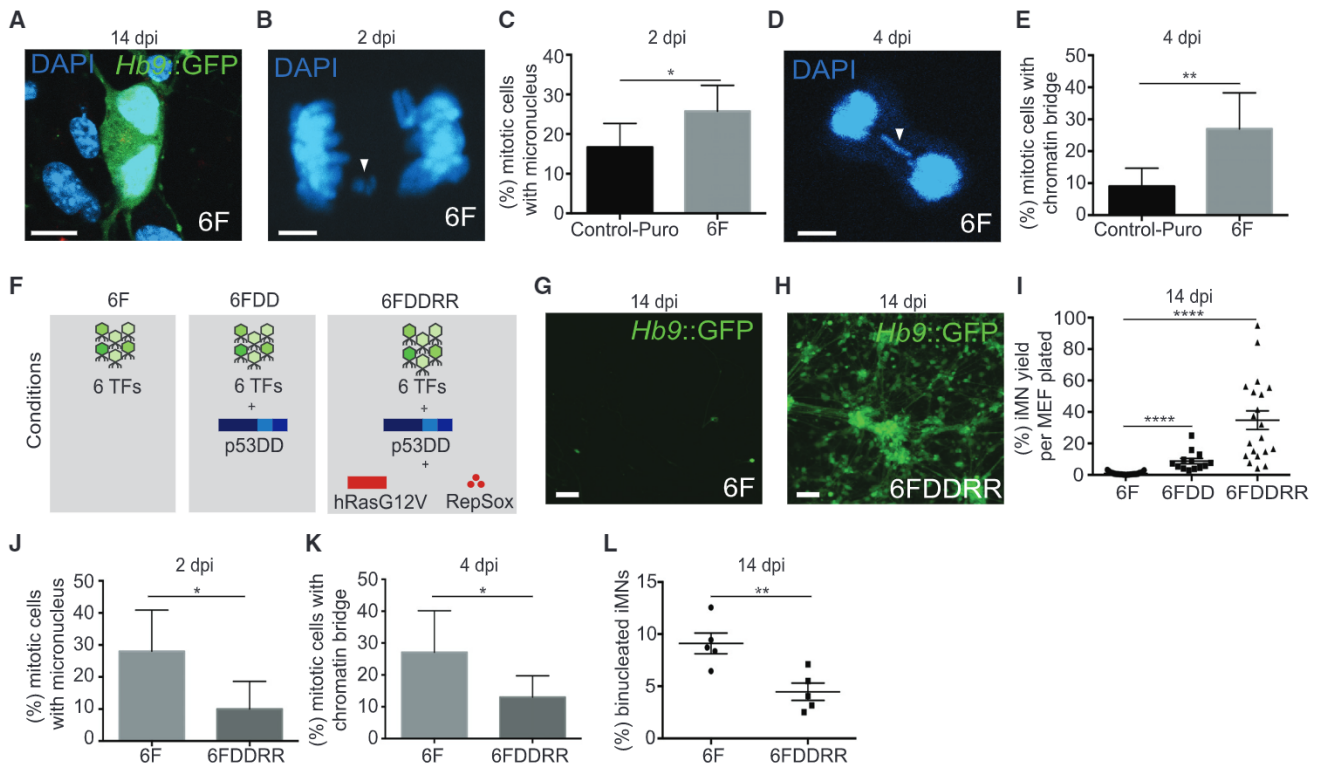 A
14 dpi
DAPI
Hb9::GFP
6F
B
2 dpi
DAPI
6F
C
2 dpi
(%) mitotic cells
with micronucleus
40
30
20
10
0
*
Control-Puro
6F
D
4 dpi
DAPI
6F
E
4 dpi
(%) mitotic cells with
chromatin bridge
50
40
30
20
10
0
**
Control-Puro
6F
F
Conditions
6F
6 TFs
6FDD
6 TFs
+
p53DD
6FDDRR
6 TFs
+
p53DD
+
hRasG12V
RepSox
G
14 dpi
Hb9::GFP
6F
H
14 dpi
Hb9::GFP
6FDDRR
I
14 dpi
(%) iMN yield
per MEF plated
100
80
60
40
20
0
****
****
6F
6FDD
6FDDRR
J
2 dpi
(%) mitotic cells
with micronucleus
50
40
30
20
10
0
*
6F
6FDDRR
K
4 dpi
(%) mitotic cells with
chromatin bridge
50
40
30
20
10
0
*
6F
6FDDRR
L
14 dpi
(%) binucleated iMNs
15
10
5
0
**
6F
6FDDRR